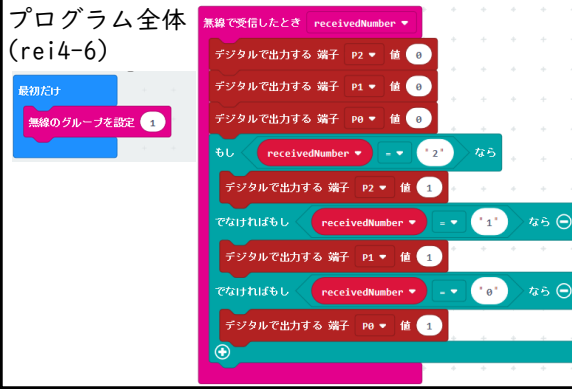 プログラム全体
(rei4-6)
最初だけ
無線のグループを設定 1
無線で受信したとき receivedNumber
デジタルで出力する 端子 P2 値 0
デジタルで出力する 端子 P1 値 0
デジタルで出力する 端子 P0 値 0
もし receivedNumber = "2" なら
デジタルで出力する 端子 P2 値 1
でなければもし receivedNumber = "1" なら
デジタルで出力する 端子 P1 値 1
でなければもし receivedNumber = "0" なら
デジタルで出力する 端子 P0 値 1